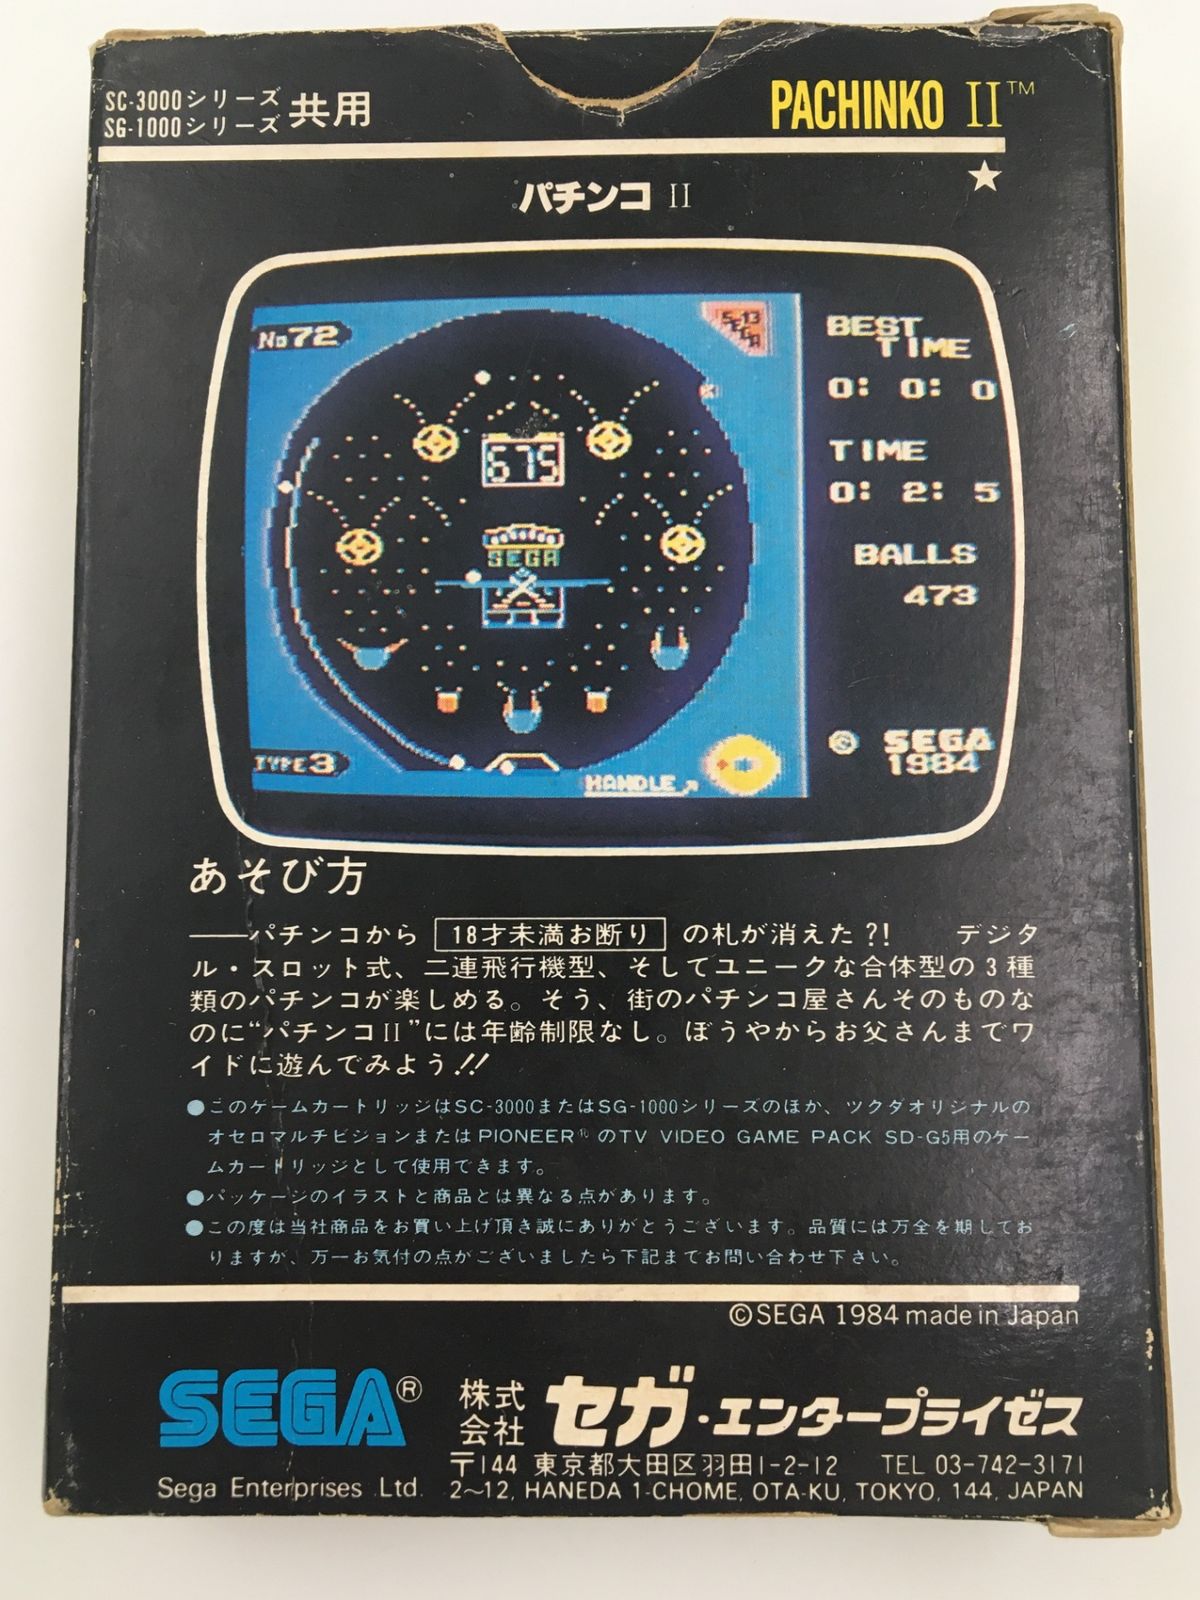 SC-3000シリーズ
SG-1000シリーズ 共用
PACHINKO II™
★
パチンコ II
No72
S-13
SEGA
BEST
TIME
0: 0: 0
675
TIME
0: 2: 5
SEGA
BALLS
473
© SEGA
1984
TYPE3
HANDLE
あそび方
――パチンコから 18才未満お断り の札が消えた?! デジタ
ル・スロット式、二連飛行機型、そしてユニークな合体型の3種
類のパチンコが楽しめる。そう、街のパチンコ屋さんそのものな
のに“パチンコII”には年齢制限なし。ぼうやからお父さんまでワ
イドに遊んでみよう!!
●このゲームカートリッジはSC-3000またはSG-1000シリーズのほか、ツクダオリジナルの
オセロマルチビジョンまたはPIONEER®のTV VIDEO GAME PACK SD-G5用のゲー
ムカートリッジとして使用できます。
●パッケージのイラストと商品とは異なる点があります。
●この度は当社商品をお買い上げ頂き誠にありがとうございます。品質には万全を期してお
りますが、万一お気付の点がございましたら下記までお問い合わせ下さい。
©SEGA 1984 made in Japan
SEGA®
株式会社 セガ・エンタープライゼス
〒144 東京都大田区羽田1-2-12 TEL 03-742-3171
Sega Enterprises Ltd. 2~12, HANEDA 1-CHOME, OTA-KU, TOKYO, 144, JAPAN